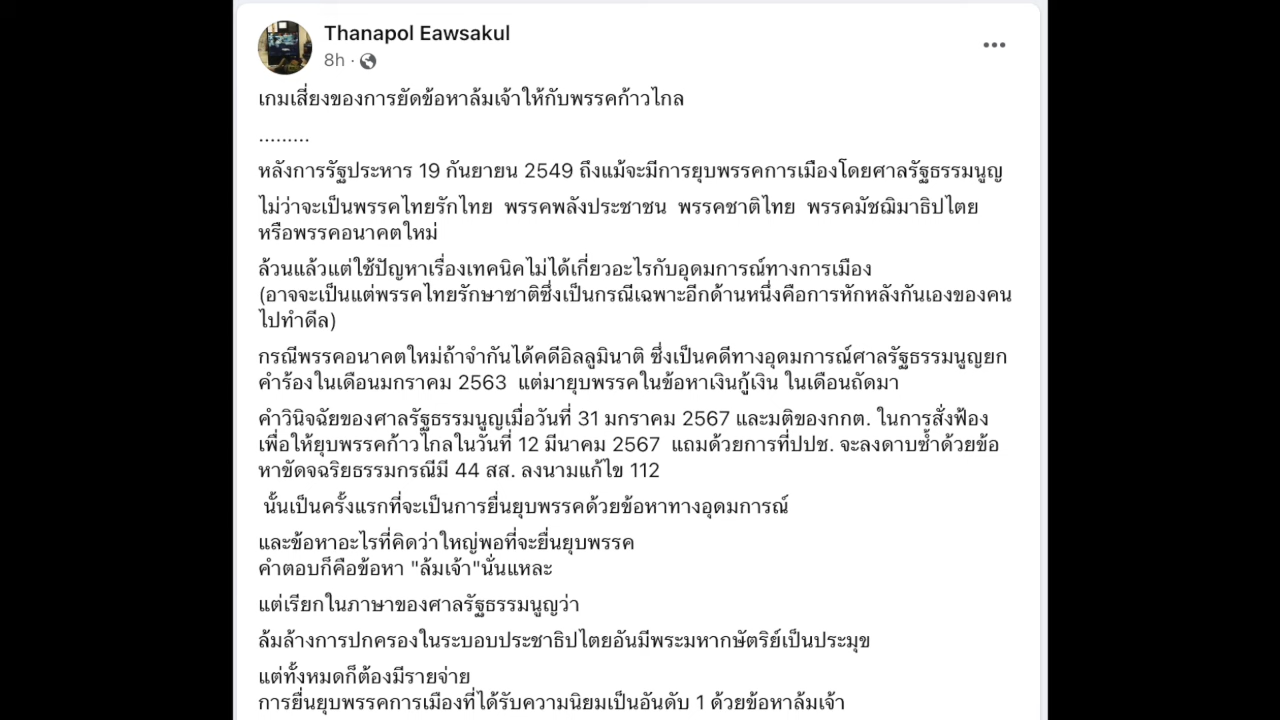 Thanapol Eawsakul
8h ·
เกมเสี่ยงของการยัดข้อหาล้มเจ้าให้กับพรรคก้าวไกล
.........
หลังการรัฐประหาร 19 กันยายน 2549 ถึงแม้จะมีการยุบพรรคการเมืองโดยศาลรัฐธรรมนูญ
ไม่ว่าจะเป็นพรรคไทยรักไทย พรรคพลังประชาชน พรรคชาติไทย พรรคมัชฌิมาธิปไตย
หรือพรรคอนาคตใหม่
ล้วนแล้วแต่ใช้ปัญหาเรื่องเทคนิคไม่ได้เกี่ยวอะไรกับอุดมการณ์ทางการเมือง
(อาจจะเป็นแต่พรรคไทยรักษาชาติซึ่งเป็นกรณีเฉพาะอีกด้านหนึ่งคือการหักหลังกันเองของคน
ไปทำดีล)
กรณีพรรคอนาคตใหม่ถ้าจำกันได้คดีอิลลูมินาติ ซึ่งเป็นคดีทางอุดมการณ์ศาลรัฐธรรมนูญยก
คำร้องในเดือนมกราคม 2563 แต่มายุบพรรคในข้อหาเงินกู้เงิน ในเดือนถัดมา
คำวินิจฉัยของศาลรัฐธรรมนูญเมื่อวันที่ 31 มกราคม 2567 และมติของกกต. ในการสั่งฟ้อง
เพื่อให้ยุบพรรคก้าวไกลในวันที่ 12 มีนาคม 2567 แถมด้วยการที่ปปช. จะลงดาบซ้ำด้วยข้อ
หาขัดจจริยธรรมกรณีมี 44 สส. ลงนามแก้ไข 112
นั้นเป็นครั้งแรกที่จะเป็นการยื่นยุบพรรคด้วยข้อหาทางอุดมการณ์
และข้อหาอะไรที่คิดว่าใหญ่พอที่จะยื่นยุบพรรค
คำตอบก็คือข้อหา "ล้มเจ้า"นั่นแหละ
แต่เรียกในภาษาของศาลรัฐธรรมนูญว่า
ล้มล้างการปกครองในระบอบประชาธิปไตยอันมีพระมหากษัตริย์เป็นประมุข
แต่ทั้งหมดก็ต้องมีรายจ่าย
การยื่นยุบพรรคการเมืองที่ได้รับความนิยมเป็นอันดับ 1 ด้วยข้อหาล้มเจ้า